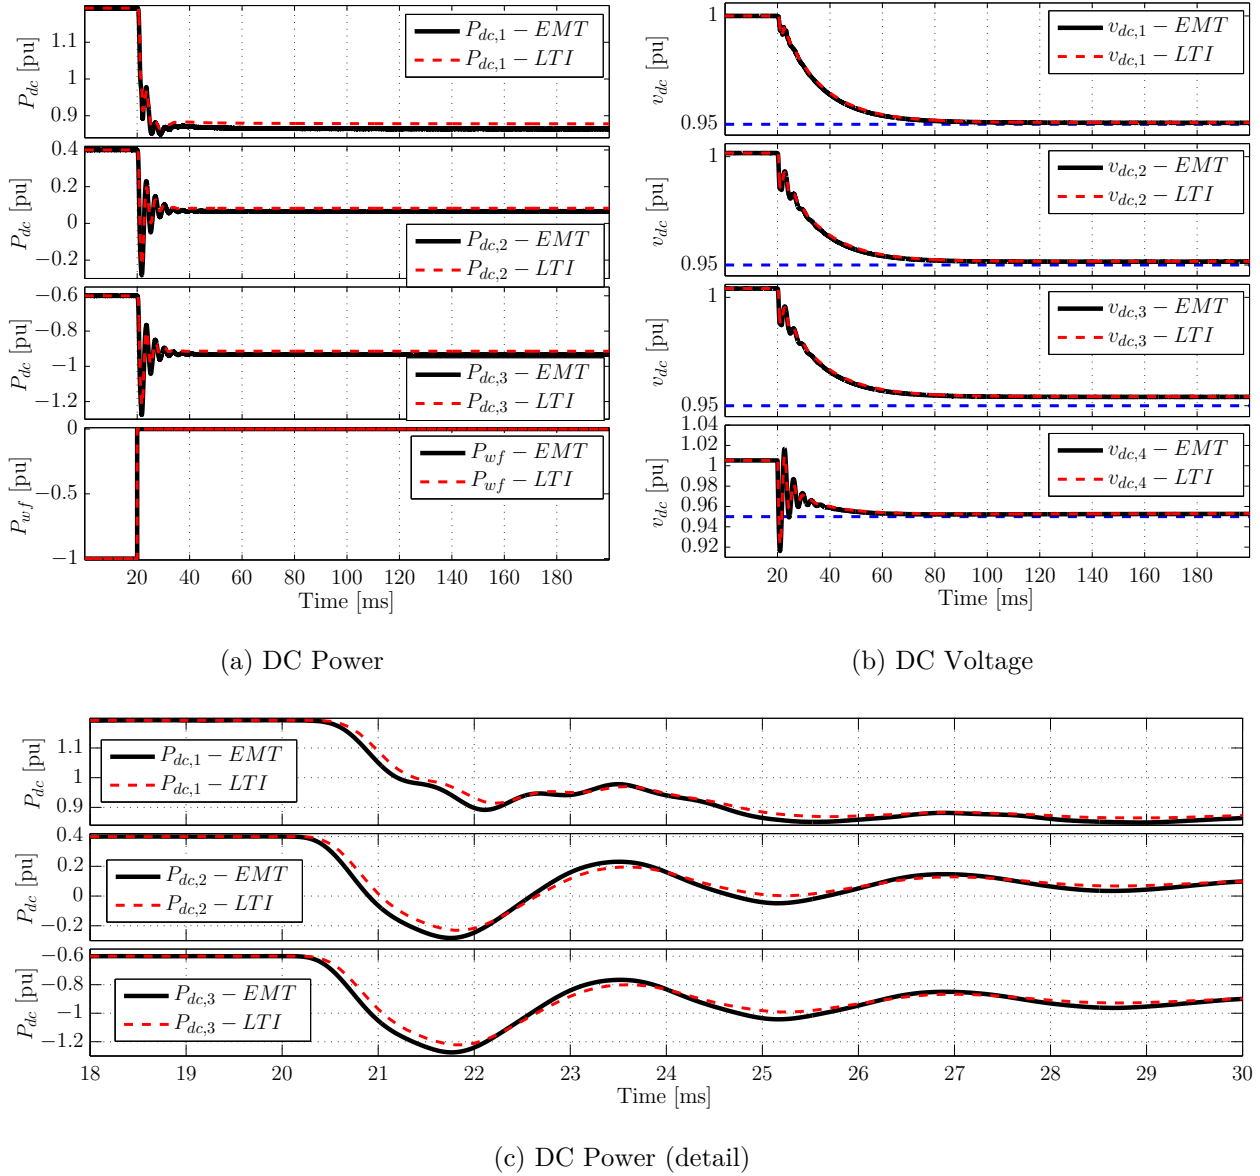 1.1
1
0.9
P_dc [pu]
P_dc,1 − EMT
P_dc,1 − LTI
0.4
0.2
0
−0.2
P_dc [pu]
P_dc,2 − EMT
P_dc,2 − LTI
−0.6
−0.8
−1
−1.2
P_dc [pu]
P_dc,3 − EMT
P_dc,3 − LTI
0
−0.5
−1
P_wf [pu]
P_wf − EMT
P_wf − LTI
20 40 60 80 100 120 140 160 180
Time [ms]
(a) DC Power
1
0.95
v_dc [pu]
v_dc,1 − EMT
v_dc,1 − LTI
1
0.95
v_dc [pu]
v_dc,2 − EMT
v_dc,2 − LTI
1
0.95
v_dc [pu]
v_dc,3 − EMT
v_dc,3 − LTI
1.04
1.02
1
0.98
0.96
0.94
0.92
v_dc [pu]
v_dc,4 − EMT
v_dc,4 − LTI
20 40 60 80 100 120 140 160 180
Time [ms]
(b) DC Voltage
1.1
1
0.9
P_dc [pu]
P_dc,1 − EMT
P_dc,1 − LTI
0.4
0.2
0
−0.2
P_dc [pu]
P_dc,2 − EMT
P_dc,2 − LTI
−0.6
−0.8
−1
−1.2
P_dc [pu]
P_dc,3 − EMT
P_dc,3 − LTI
18 19 20 21 22 23 24 25 26 27 28 29 30
Time [ms]
(c) DC Power (detail)